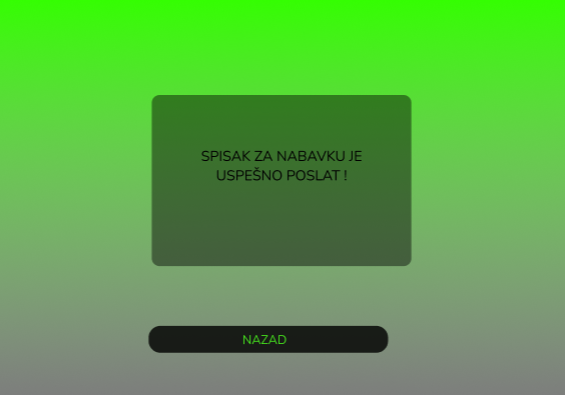 SPISAK ZA NABAVKU JE
USPEŠNO POSLAT !
NAZAD